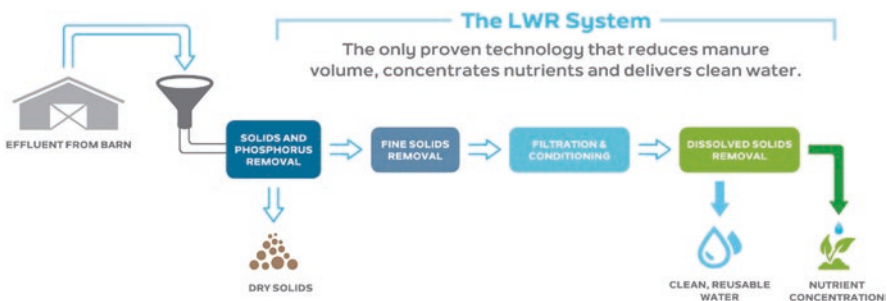 The LWR System
The only proven technology that reduces manure
volume, concentrates nutrients and delivers clean water.
EFFLUENT FROM BARN
SOLIDS AND
PHOSPHORUS
REMOVAL
FINE SOLIDS
REMOVAL
FILTRATION &
CONDITIONING
DISSOLVED SOLIDS
REMOVAL
DRY SOLIDS
CLEAN, REUSABLE
WATER
NUTRIENT
CONCENTRATION